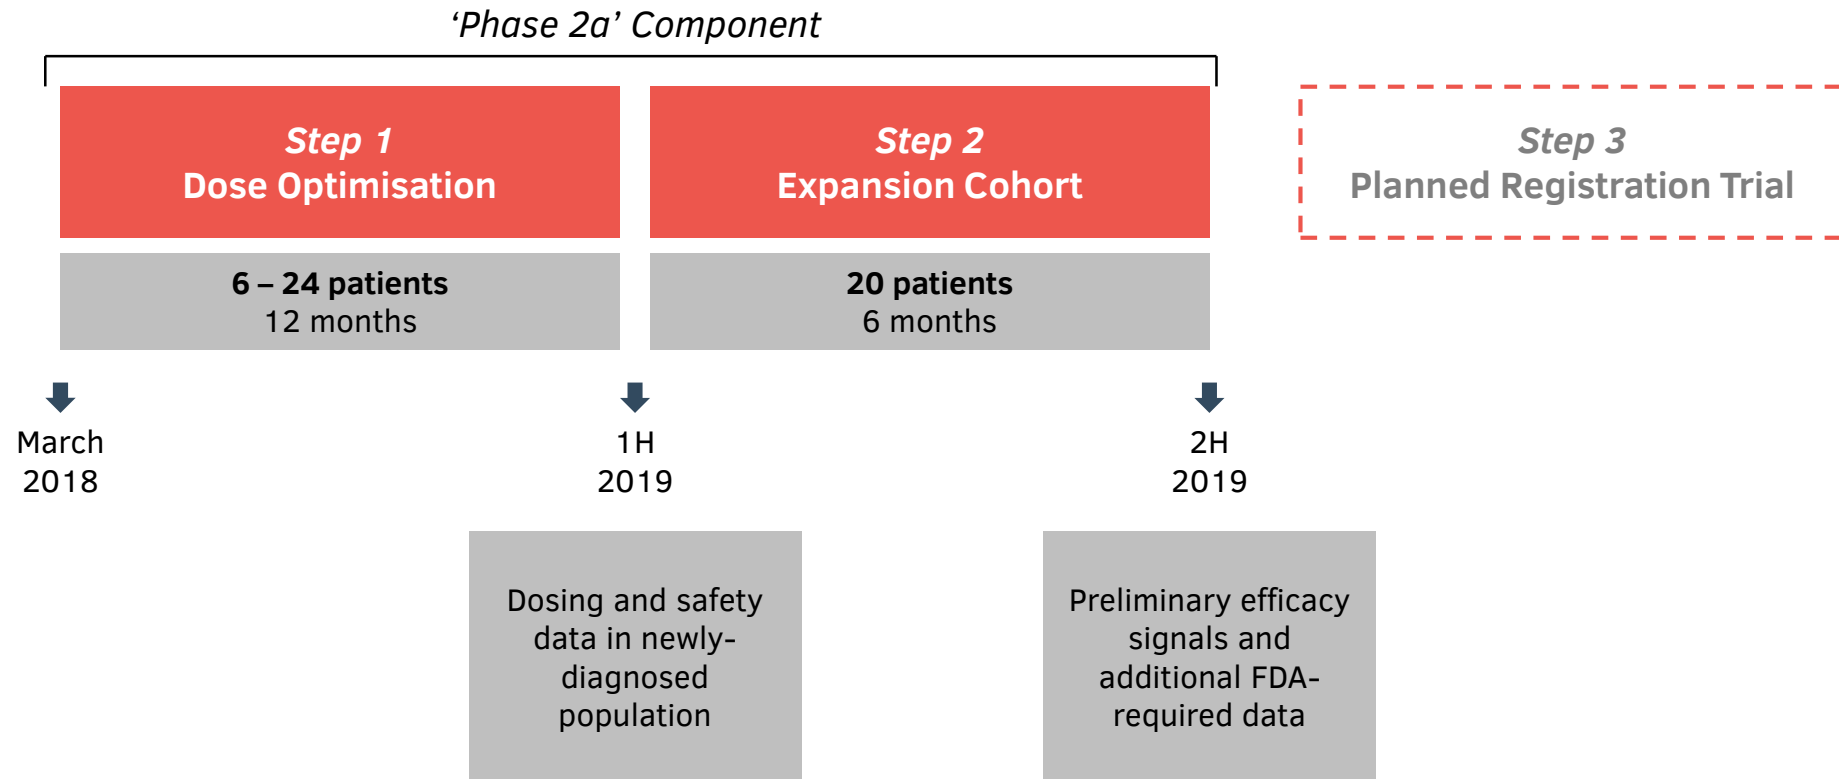 ‘Phase 2a’ Component
Step 1
Dose Optimisation
Step 2
Expansion Cohort
Step 3
Planned Registration Trial
6 – 24 patients
12 months
20 patients
6 months
March
2018
1H
2019
2H
2019
Dosing and safety
data in newly-
diagnosed
population
Preliminary efficacy
signals and
additional FDA-
required data